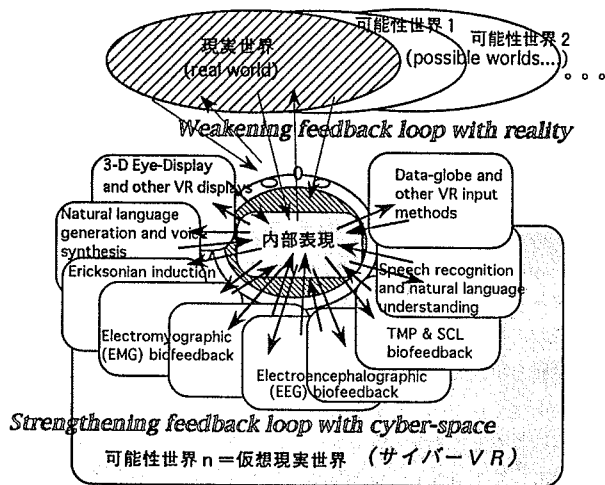 現実世界
(real world)
可能性世界1
可能性世界2
(possible worlds....)
。。。
Weakening feedback loop with reality
3-D Eye-Display
and other VR displays
Natural language
generation and voice
synthesis
Ericksonian induction
Electromyographic
(EMG) biofeedback
内部表現
Data-globe and
other VR input
methods
Speech recognition
and natural language
understanding
TMP & SCL
biofeedback
Electroencephalographic
(EEG) biofeedback
Strengthening feedback loop with cyber-space
可能性世界n=仮想現実世界 (サイバーVR)